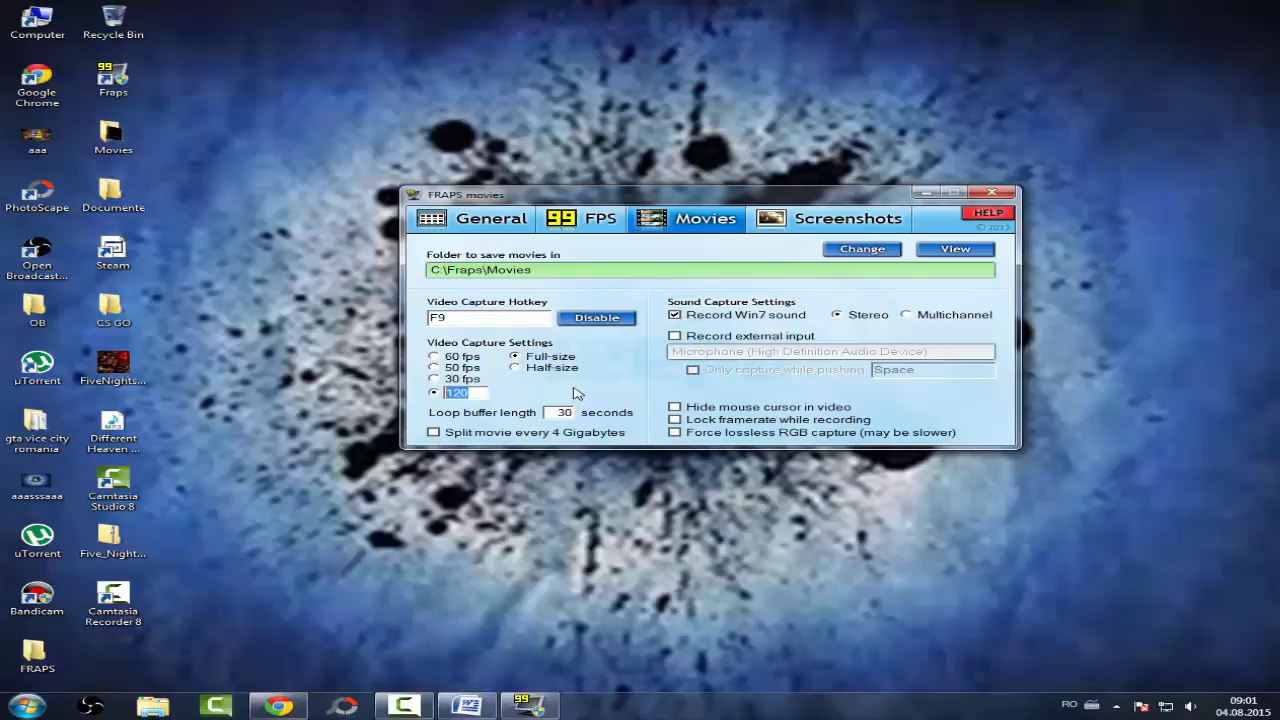 Computer
Recycle Bin
Google
Chrome
99
Fraps
aaa
Movies
PhotoScape
Documente
Open
Broadcast...
Steam
OB
CS GO
µTorrent
FiveNights...
gta vice city
romania
Different
Heaven ...
aaasssaaa
Camtasia
Studio 8
uTorrent
Five_Night...
Bandicam
Camtasia
Recorder 8
FRAPS
FRAPS movies
General
99 FPS
Movies
Screenshots
HELP
© 2013
Folder to save movies in
Change
View
C:\Fraps\Movies
Video Capture Hotkey
F9
Disable
Video Capture Settings
60 fps
Full-size
50 fps
Half-size
30 fps
120
Loop buffer length 30 seconds
Split movie every 4 Gigabytes
Sound Capture Settings
Record Win7 sound
Stereo
Multichannel
Record external input
Microphone (High Definition Audio Device)
Only capture while pushing
Space
Hide mouse cursor in video
Lock framerate while recording
Force lossless RGB capture (may be slower)
99
RO
09:01
04.08.2015